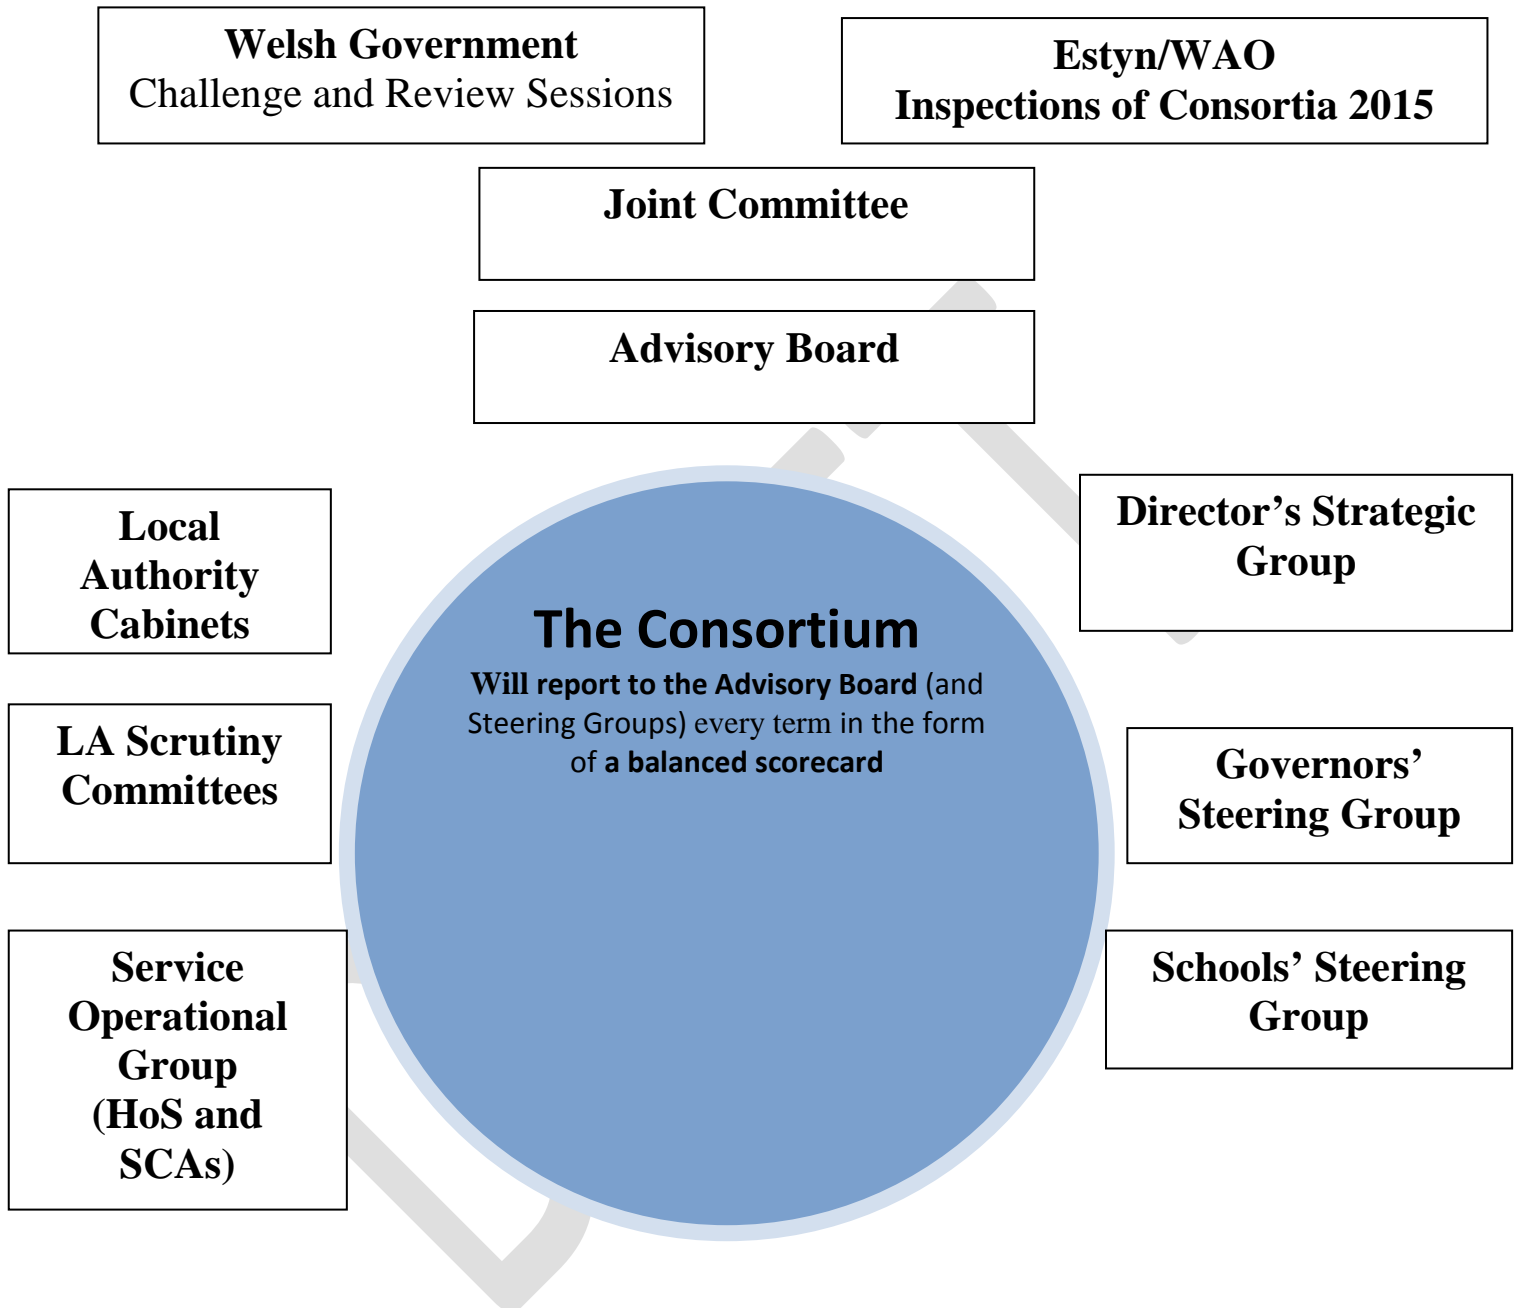 Welsh Government
Challenge and Review Sessions
Estyn/WAO
Inspections of Consortia 2015
Joint Committee
Advisory Board
Local
Authority
Cabinets
LA Scrutiny
Committees
Service
Operational
Group
(HoS and
SCAs)
The Consortium
Will report to the Advisory Board (and
Steering Groups) every term in the form
of a balanced scorecard
Director’s Strategic
Group
Governors’
Steering Group
Schools’ Steering
Group